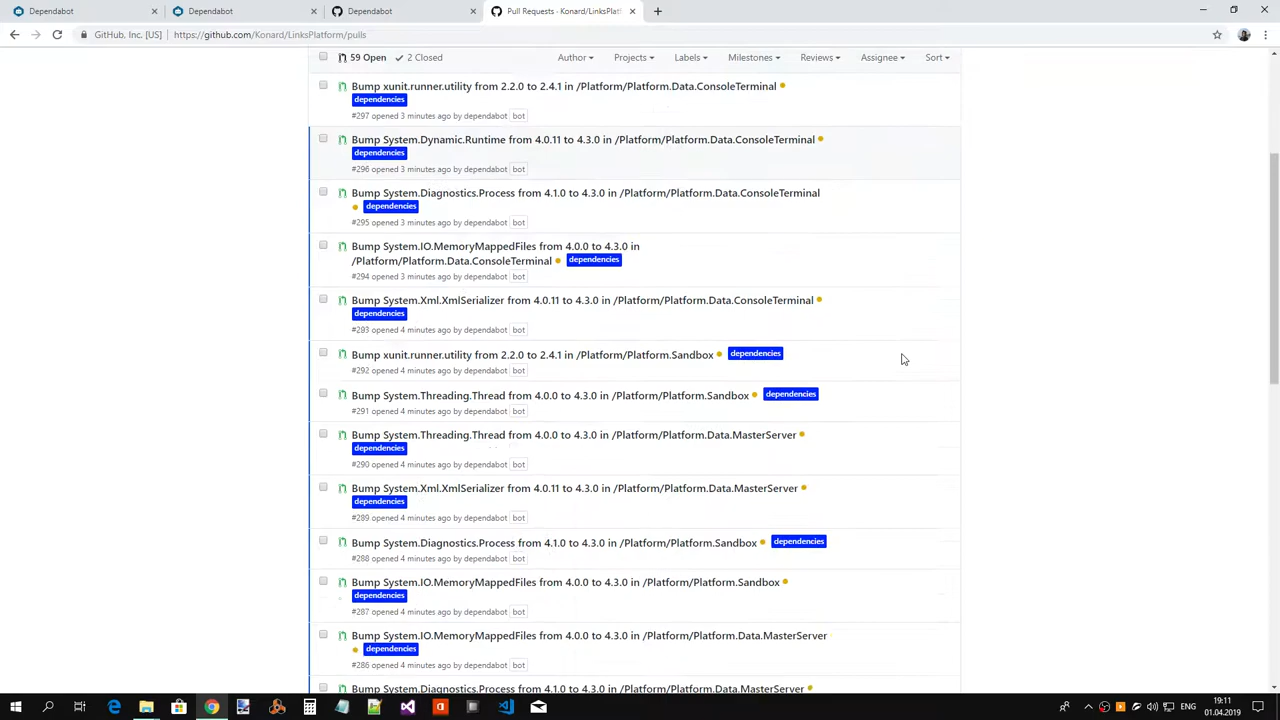 Dependabot
Dependabot
Dependabot
Pull Requests · Konard/LinksPlatf
GitHub, Inc. [US]
https://github.com/Konard/LinksPlatform/pulls
59 Open
2 Closed
Author
Projects
Labels
Milestones
Reviews
Assignee
Sort
Bump xunit.runner.utility from 2.2.0 to 2.4.1 in /Platform/Platform.Data.ConsoleTerminal
dependencies
#297 opened 3 minutes ago by dependabot bot
Bump System.Dynamic.Runtime from 4.0.11 to 4.3.0 in /Platform/Platform.Data.ConsoleTerminal
dependencies
#296 opened 3 minutes ago by dependabot bot
Bump System.Diagnostics.Process from 4.1.0 to 4.3.0 in /Platform/Platform.Data.ConsoleTerminal
dependencies
#295 opened 3 minutes ago by dependabot bot
Bump System.IO.MemoryMappedFiles from 4.0.0 to 4.3.0 in
/Platform/Platform.Data.ConsoleTerminal dependencies
#294 opened 3 minutes ago by dependabot bot
Bump System.Xml.XmlSerializer from 4.0.11 to 4.3.0 in /Platform/Platform.Data.ConsoleTerminal
dependencies
#293 opened 4 minutes ago by dependabot bot
Bump xunit.runner.utility from 2.2.0 to 2.4.1 in /Platform/Platform.Sandbox dependencies
#292 opened 4 minutes ago by dependabot bot
Bump System.Threading.Thread from 4.0.0 to 4.3.0 in /Platform/Platform.Sandbox dependencies
#291 opened 4 minutes ago by dependabot bot
Bump System.Threading.Thread from 4.0.0 to 4.3.0 in /Platform/Platform.Data.MasterServer
dependencies
#290 opened 4 minutes ago by dependabot bot
Bump System.Xml.XmlSerializer from 4.0.11 to 4.3.0 in /Platform/Platform.Data.MasterServer
dependencies
#289 opened 4 minutes ago by dependabot bot
Bump System.Diagnostics.Process from 4.1.0 to 4.3.0 in /Platform/Platform.Sandbox dependencies
#288 opened 4 minutes ago by dependabot bot
Bump System.IO.MemoryMappedFiles from 4.0.0 to 4.3.0 in /Platform/Platform.Sandbox
dependencies
#287 opened 4 minutes ago by dependabot bot
Bump System.IO.MemoryMappedFiles from 4.0.0 to 4.3.0 in /Platform/Platform.Data.MasterServer
dependencies
#286 opened 4 minutes ago by dependabot bot
Bump System.Diagnostics.Process from 4.1.0 to 4.3.0 in /Platform/Platform.Data.MasterServer
ENG
19:11
01.04.2019